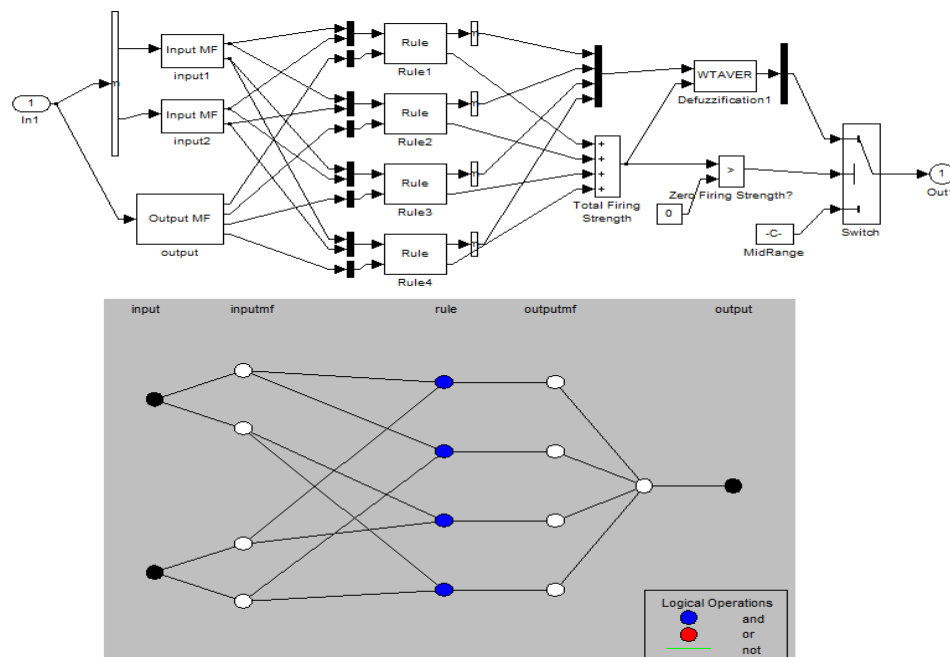 1
In1
m
Input MF
input1
Input MF
input2
Output MF
output
Rule
Rule1
Rule
Rule2
Rule
Rule3
Rule
Rule4
m
m
m
m
+
+
+
+
Total Firing
Strength
WTAVER
Defuzzification1
>
Zero Firing Strength?
0
-C-
MidRange
Switch
1
Out1
input inputmf rule outputmf output
Logical Operations
and
or
not